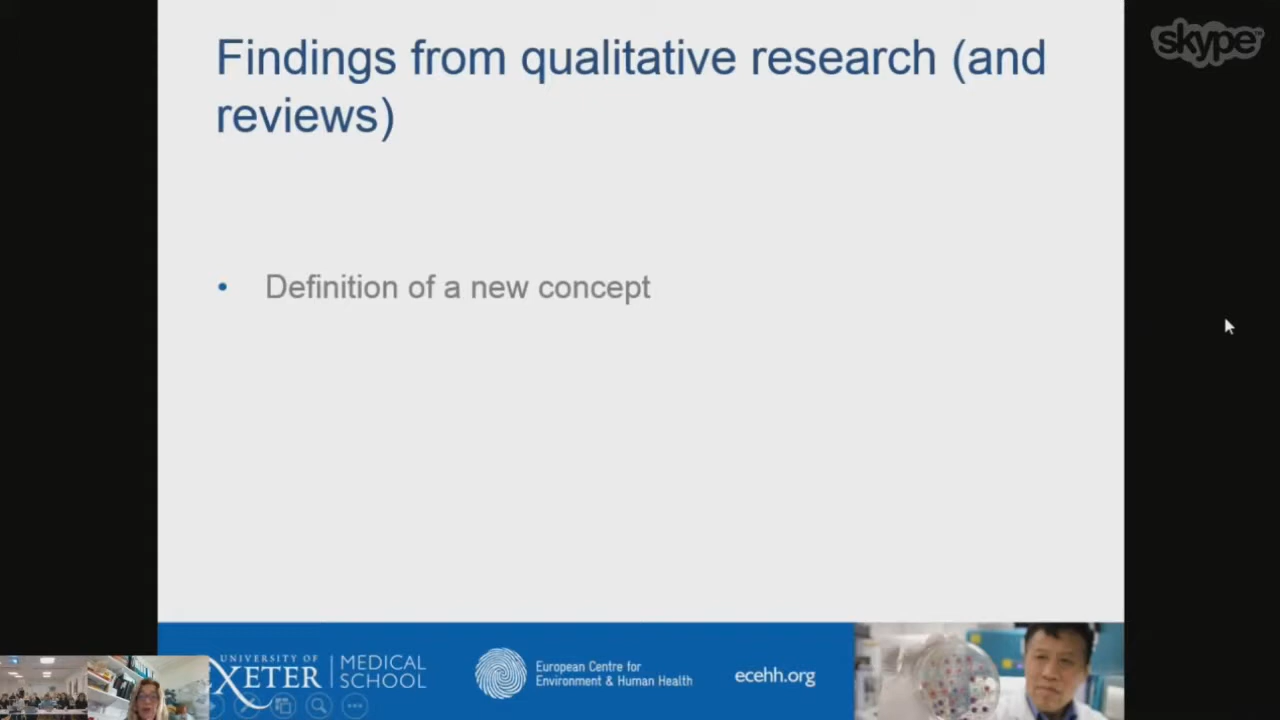 skype
Findings from qualitative research (and
reviews)
• Definition of a new concept
UNIVERSITY OF
EXETER
MEDICAL
SCHOOL
European Centre for
Environment & Human Health
ecehh.org